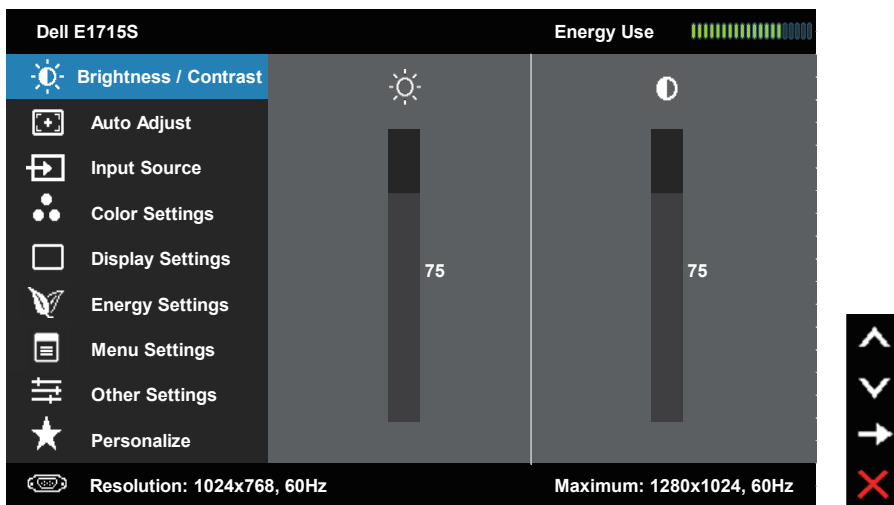 Dell E1715S
Energy Use
Brightness / Contrast
Auto Adjust
Input Source
Color Settings
Display Settings
75
75
Energy Settings
Menu Settings
Other Settings
Personalize
Resolution: 1024x768, 60Hz
Maximum: 1280x1024, 60Hz